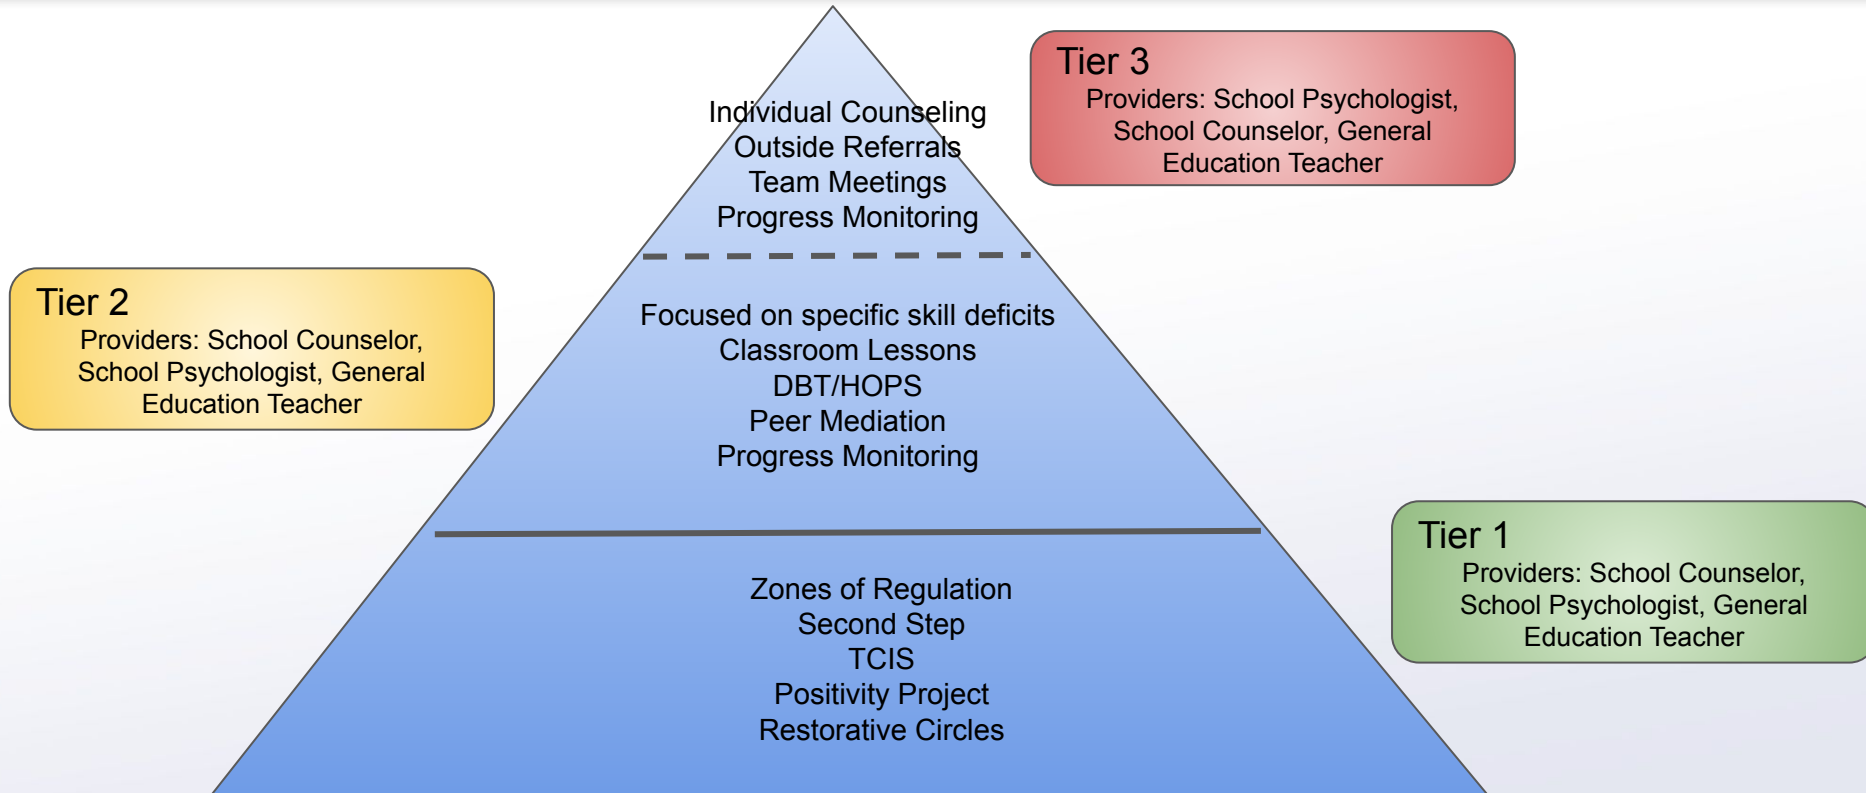 Tier 3
Providers: School Psychologist,
School Counselor, General
Education Teacher
Individual Counseling
Outside Referrals
Team Meetings
Progress Monitoring
Tier 2
Providers: School Counselor,
School Psychologist, General
Education Teacher
Focused on specific skill deficits
Classroom Lessons
DBT/HOPS
Peer Mediation
Progress Monitoring
Tier 1
Providers: School Counselor,
School Psychologist, General
Education Teacher
Zones of Regulation
Second Step
TCIS
Positivity Project
Restorative Circles